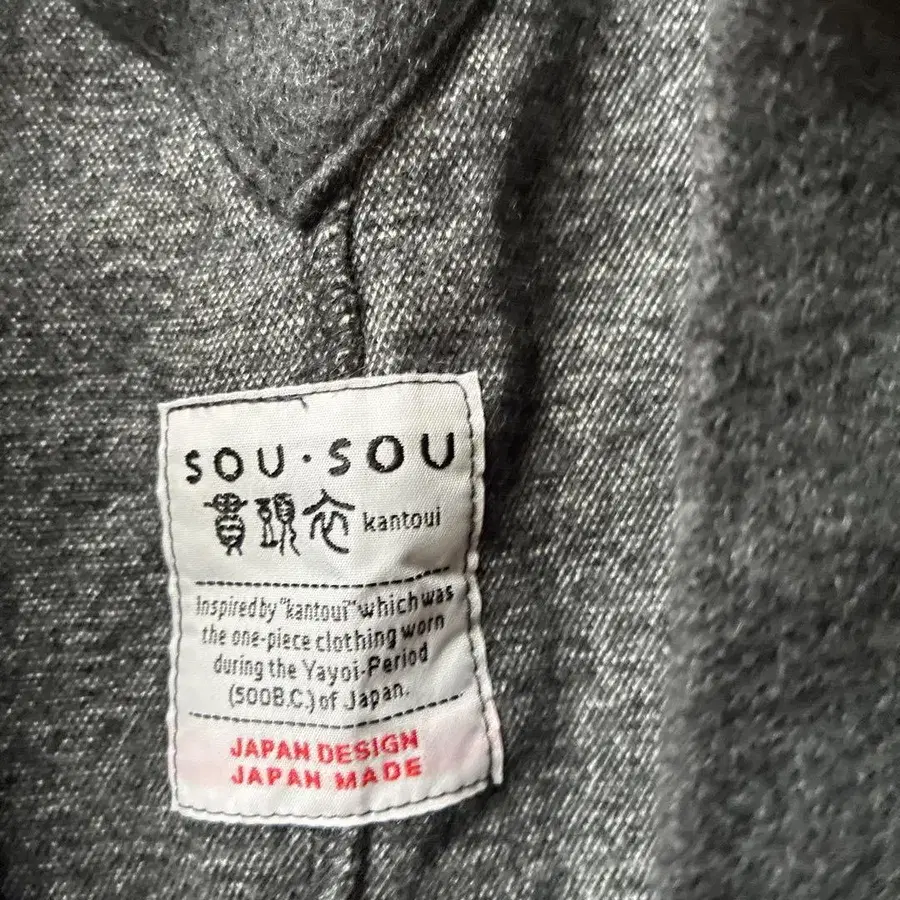 SOU・SOU
貫頭衣 kantoui
Inspired by "kantoui" which was
the one-piece clothing worn
during the Yayoi-Period
(500B.C.) of Japan.
JAPAN DESIGN
JAPAN MADE